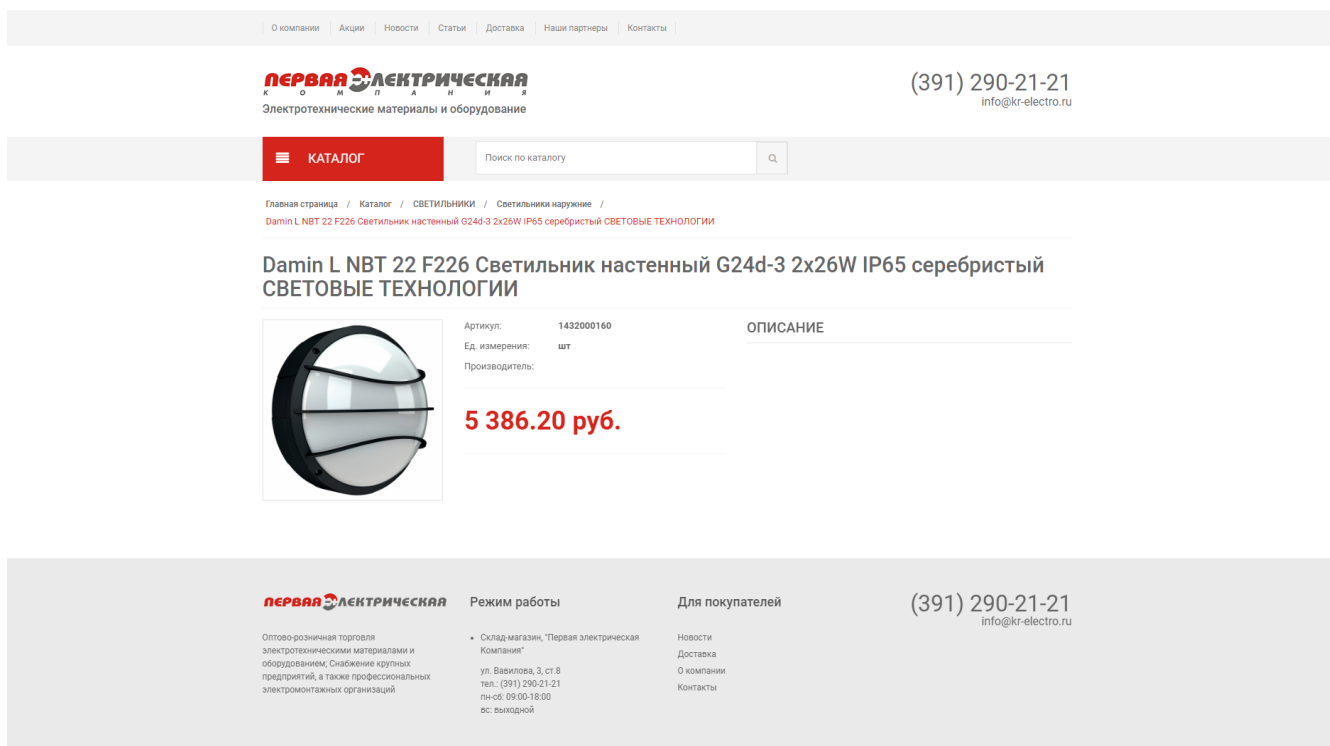 О компании Акции Новости Статьи Доставка Наши партнеры Контакты
ПЕРВАЯ ЭЛЕКТРИЧЕСКАЯ
КОМПАНИЯ
Электротехнические материалы и оборудование
(391) 290-21-21
info@kr-electro.ru
КАТАЛОГ
Поиск по каталогу
Главная страница / Каталог / СВЕТИЛЬНИКИ / Светильники наружние /
Damin L NBT 22 F226 Светильник настенный G24d-3 2x26W IP65 серебристый СВЕТОВЫЕ ТЕХНОЛОГИИ
Damin L NBT 22 F226 Светильник настенный G24d-3 2x26W IP65 серебристый
СВЕТОВЫЕ ТЕХНОЛОГИИ
Артикул: 1432000160
Ед. измерения: шт
Производитель:
5 386.20 руб.
ОПИСАНИЕ
ПЕРВАЯ ЭЛЕКТРИЧЕСКАЯ
Оптово-розничная торговля
электротехническими материалами и
оборудованием; Снабжение крупных
предприятий, а также профессиональных
электромонтажных организаций
Режим работы
• Склад-магазин, "Первая электрическая
Компания"
ул. Вавилова, 3, ст.8
тел.: (391) 290-21-21
пн-сб: 09:00-18:00
вс: выходной
Для покупателей
Новости
Доставка
О компании
Контакты
(391) 290-21-21
info@kr-electro.ru